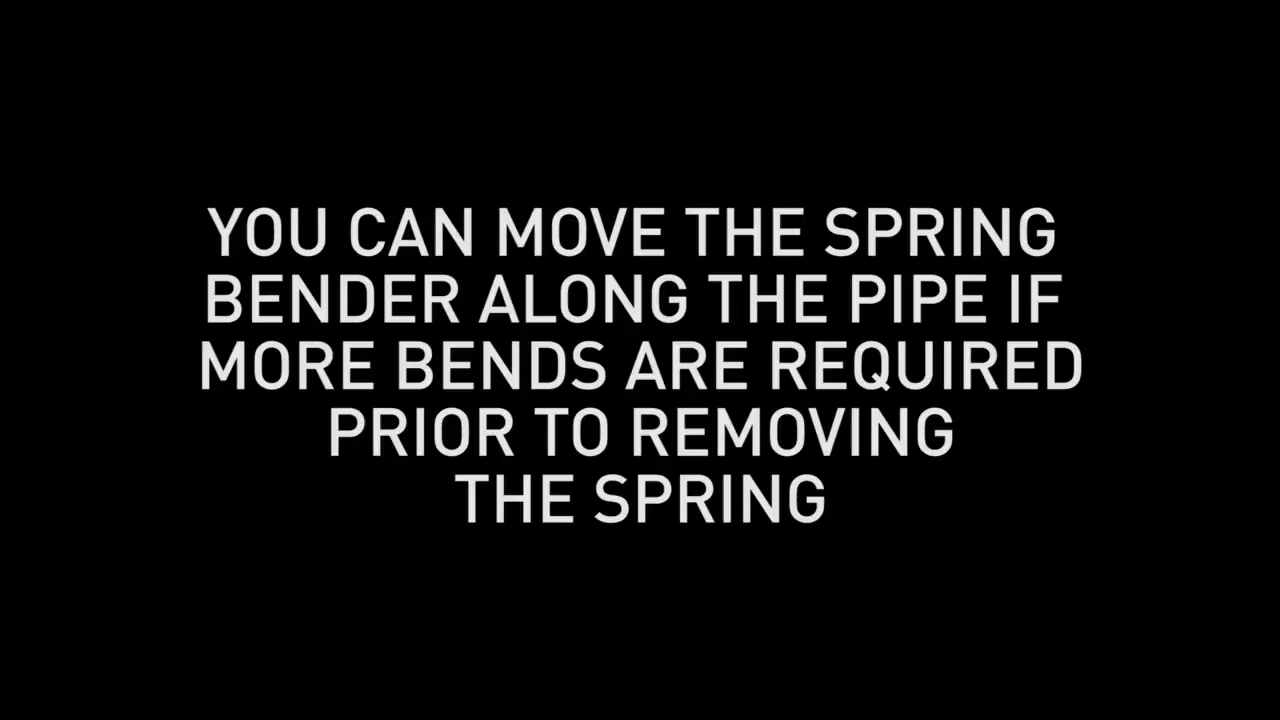 YOU CAN MOVE THE SPRING
BENDER ALONG THE PIPE IF
MORE BENDS ARE REQUIRED
PRIOR TO REMOVING
THE SPRING